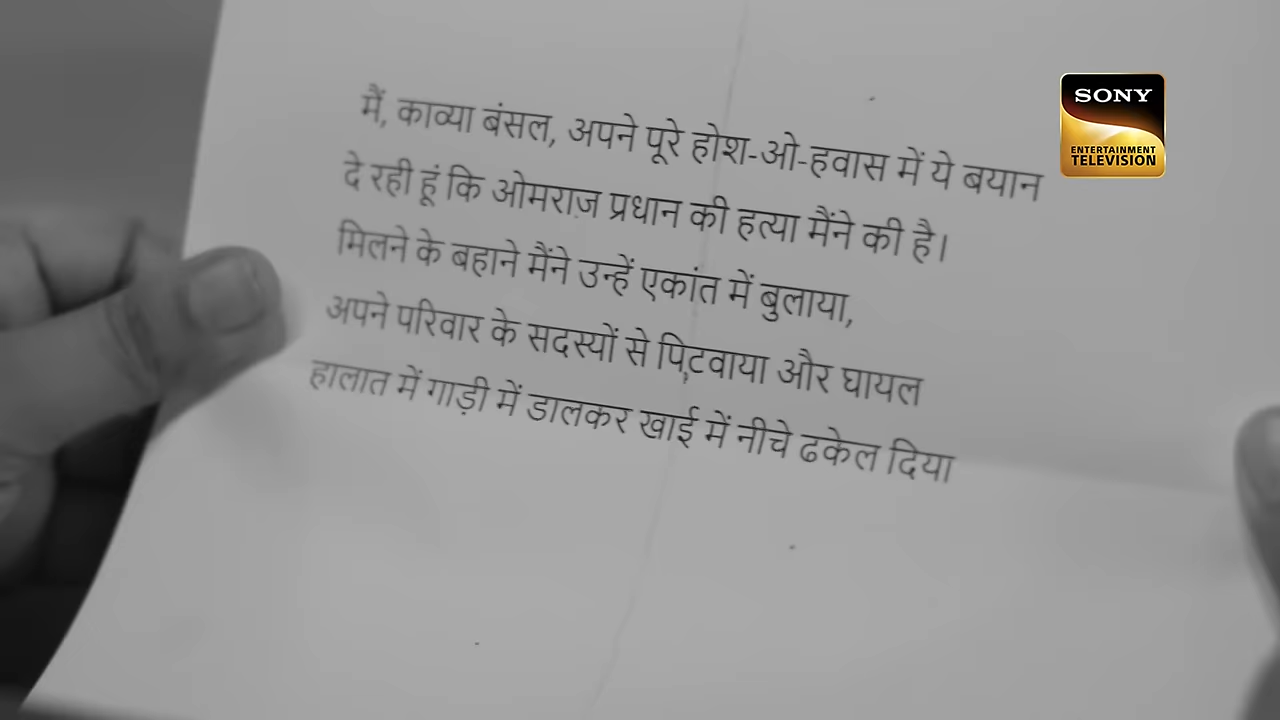 मैं, काव्या बंसल, अपने पूरे होश-ओ-हवास में ये बयान
दे रही हूं कि ओमराज़ प्रधान की हत्या मैंने की है।
मिलने के बहाने मैंने उन्हें एकांत में बुलाया,
अपने परिवार के सदस्यों से पिटवाया और घायल
हालात में गाड़ी में डालकर खाई में नीचे ढकेल दिया
SONY
ENTERTAINMENT
TELEVISION